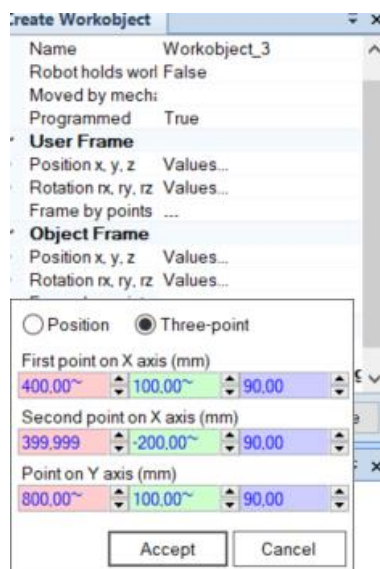 Create Workobject
Name Workobject_3
Robot holds worl False
Moved by mecha
Programmed True
User Frame
Position x, y, z Values...
Rotation rx, ry, rz Values...
Frame by points ...
Object Frame
Position x, y, z Values...
Rotation rx, ry, rz Values...
Position Three-point
First point on X axis (mm)
400,00~ 100,00~ 90,00
Second point on X axis (mm)
399,999 -200,00~ 90,00
Point on Y axis (mm)
800,00~ 100,00~ 90,00
Accept Cancel